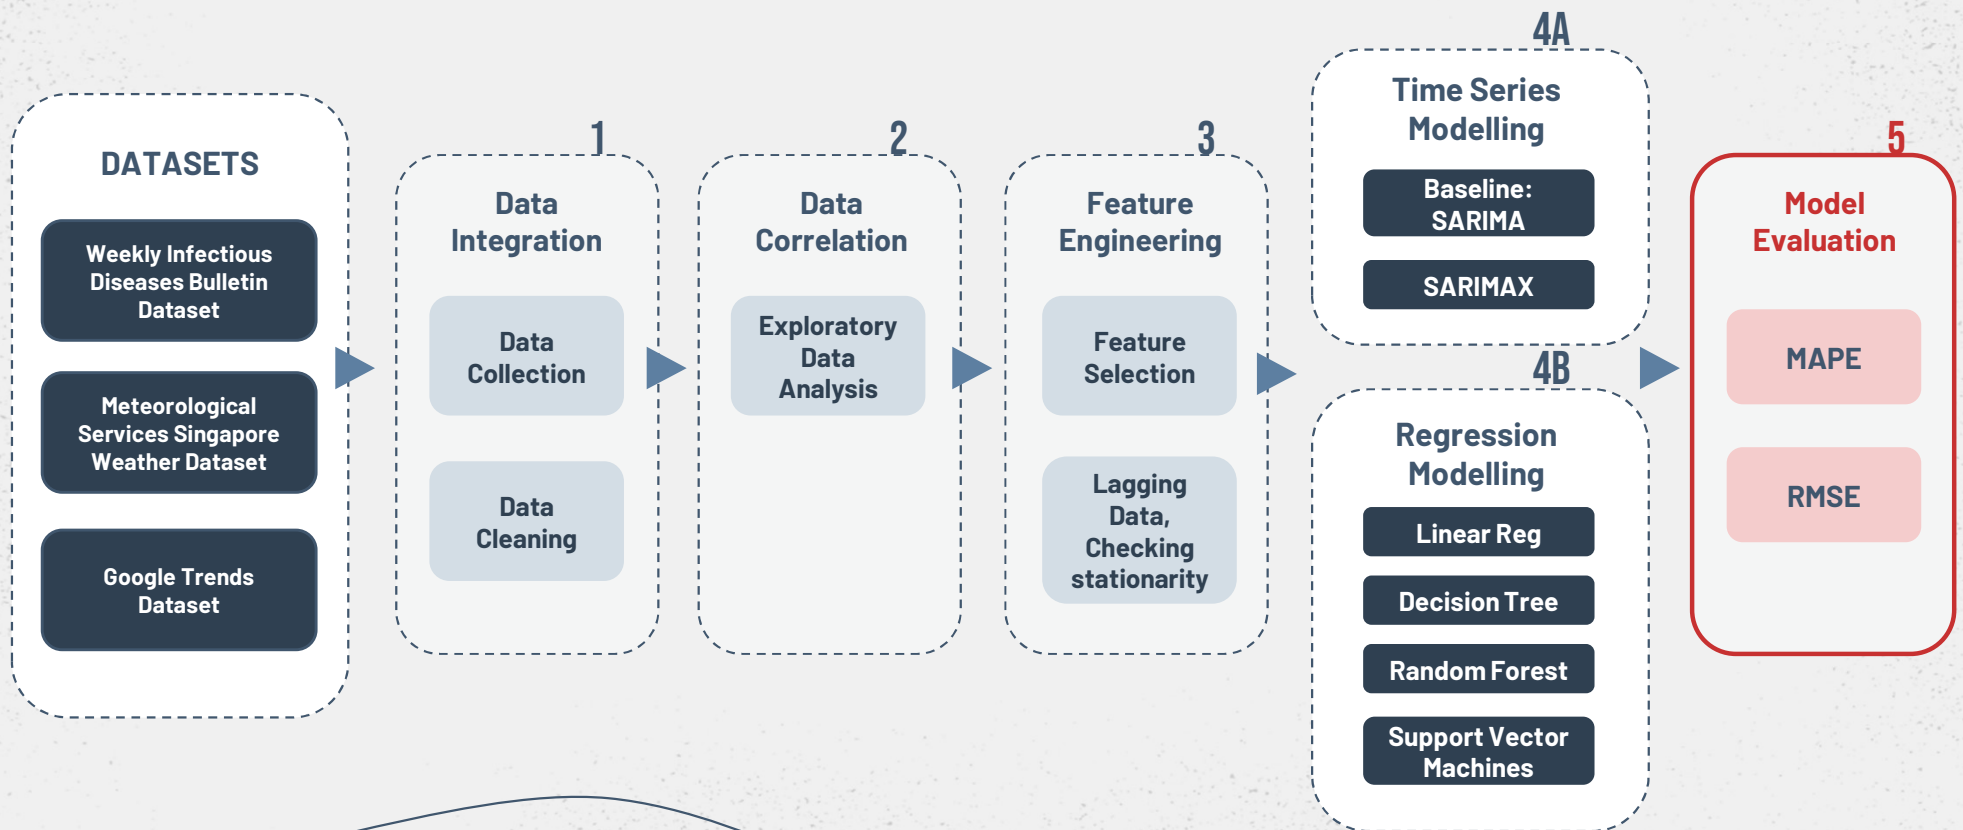 DATASETS
Weekly Infectious
Diseases Bulletin
Dataset
Meteorological
Services Singapore
Weather Dataset
Google Trends
Dataset
1
Data
Integration
Data
Collection
Data
Cleaning
2
Data
Correlation
Exploratory
Data
Analysis
3
Feature
Engineering
Feature
Selection
Lagging
Data,
Checking
stationarity
4A
Time Series
Modelling
Baseline:
SARIMA
SARIMAX
4B
Regression
Modelling
Linear Reg
Decision Tree
Random Forest
Support Vector
Machines
5
Model
Evaluation
MAPE
RMSE